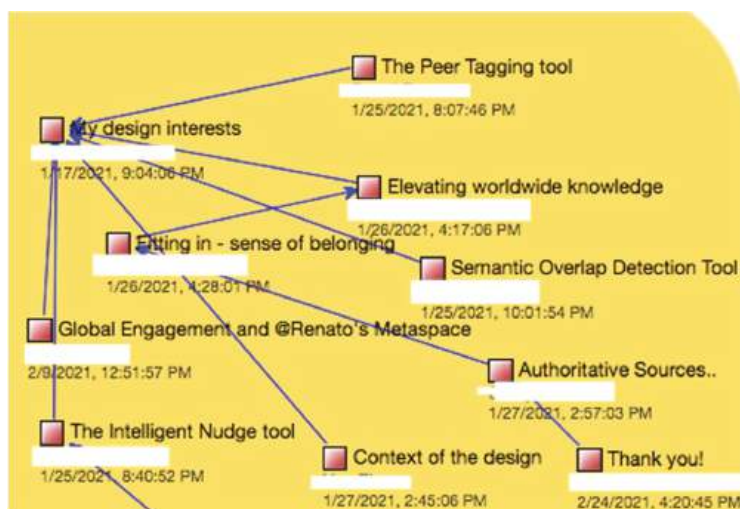 The Peer Tagging tool
1/25/2021, 8:07:46 PM
My design interests
1/17/2021, 9:04:06 PM
Elevating worldwide knowledge
1/26/2021, 4:17:06 PM
Fitting in - sense of belonging
1/26/2021, 4:28:01 PM
Semantic Overlap Detection Tool
1/25/2021, 10:01:54 PM
Global Engagement and @Renato's Metaspace
2/9/2021, 12:51:57 PM
Authoritative Sources..
1/27/2021, 2:57:03 PM
The Intelligent Nudge tool
1/25/2021, 8:40:52 PM
Context of the design
1/27/2021, 2:45:06 PM
Thank you!
2/24/2021, 4:20:45 PM